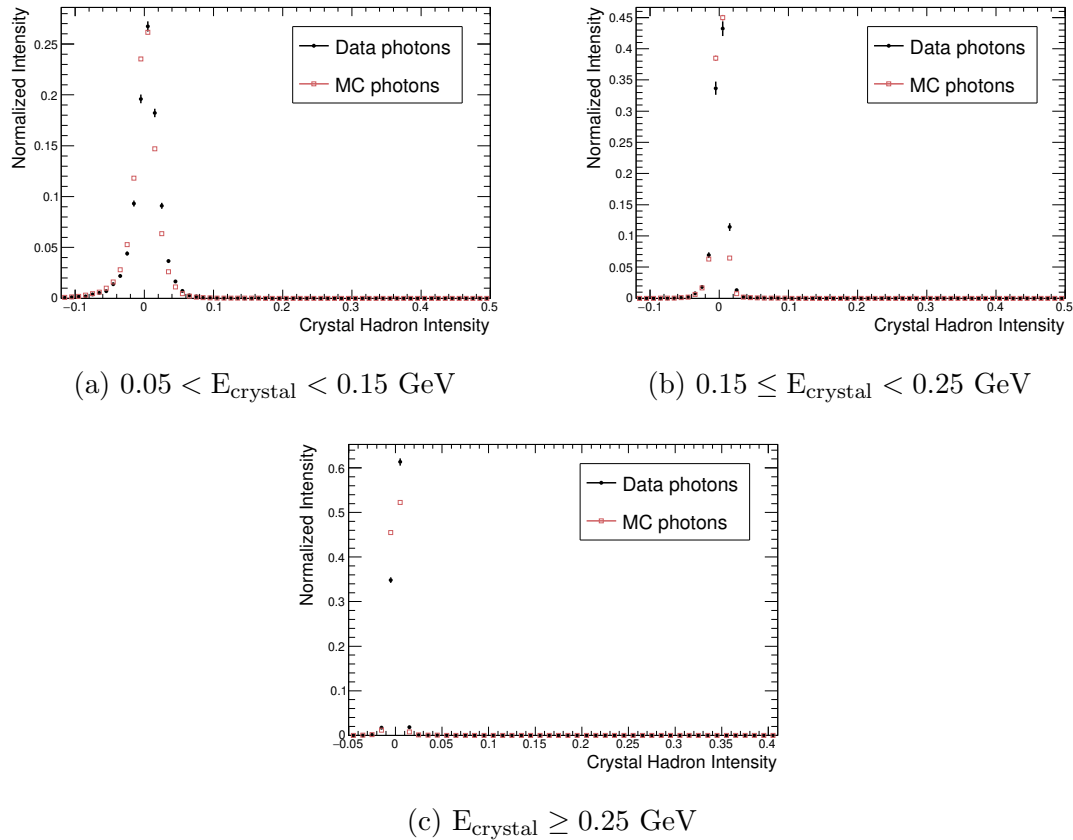 Normalized Intensity
0.25
0.2
0.15
0.1
0.05
0
−0.1 0 0.1 0.2 0.3 0.4 0.5
Crystal Hadron Intensity
Data photons
MC photons
(a) 0.05 < E_crystal < 0.15 GeV
Normalized Intensity
0.45
0.4
0.35
0.3
0.25
0.2
0.15
0.1
0.05
0
−0.1 0 0.1 0.2 0.3 0.4 0.5
Crystal Hadron Intensity
Data photons
MC photons
(b) 0.15 ≤ E_crystal < 0.25 GeV
Normalized Intensity
0.6
0.5
0.4
0.3
0.2
0.1
0
−0.05 0 0.05 0.1 0.15 0.2 0.25 0.3 0.35 0.4
Crystal Hadron Intensity
Data photons
MC photons
(c) E_crystal ≥ 0.25 GeV